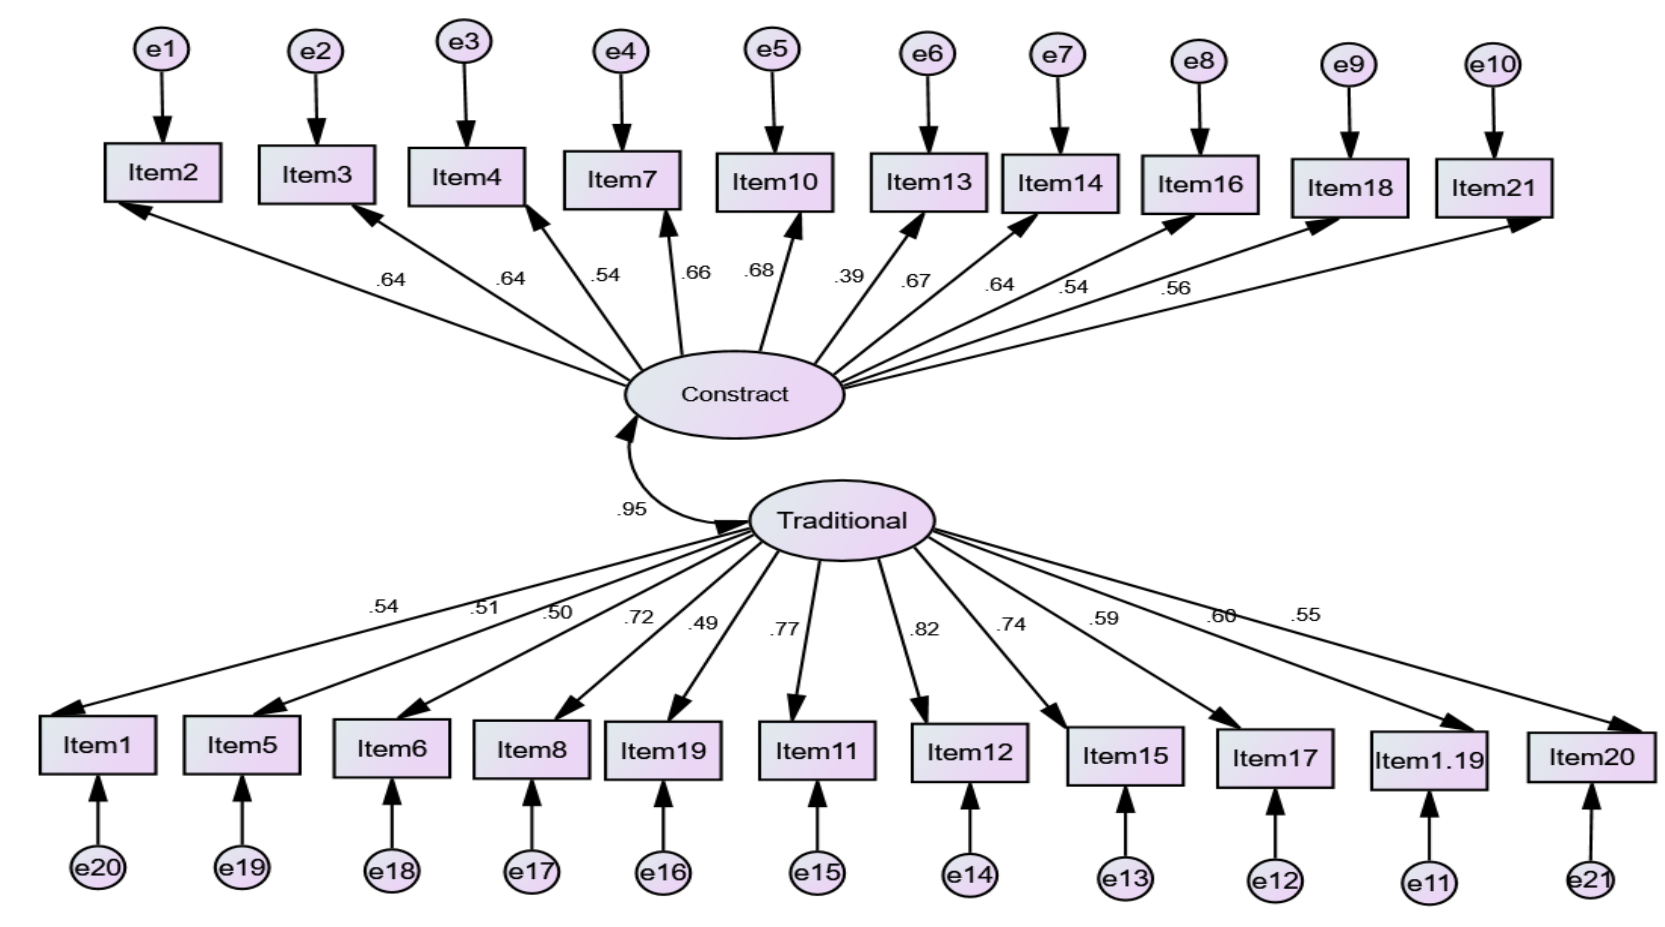 e1 e2 e3 e4 e5 e6 e7 e8 e9 e10
Item2 Item3 Item4 Item7 Item10 Item13 Item14 Item16 Item18 Item21
.64 .64 .54 .66 .68 .39 .67 .64 .54 .56
Constract
.95
Traditional
.54 .51 .50 .72 .49 .77 .82 .74 .59 .60 .55
Item1 Item5 Item6 Item8 Item19 Item11 Item12 Item15 Item17 Item1.19 Item20
e20 e19 e18 e17 e16 e15 e14 e13 e12 e11 e21